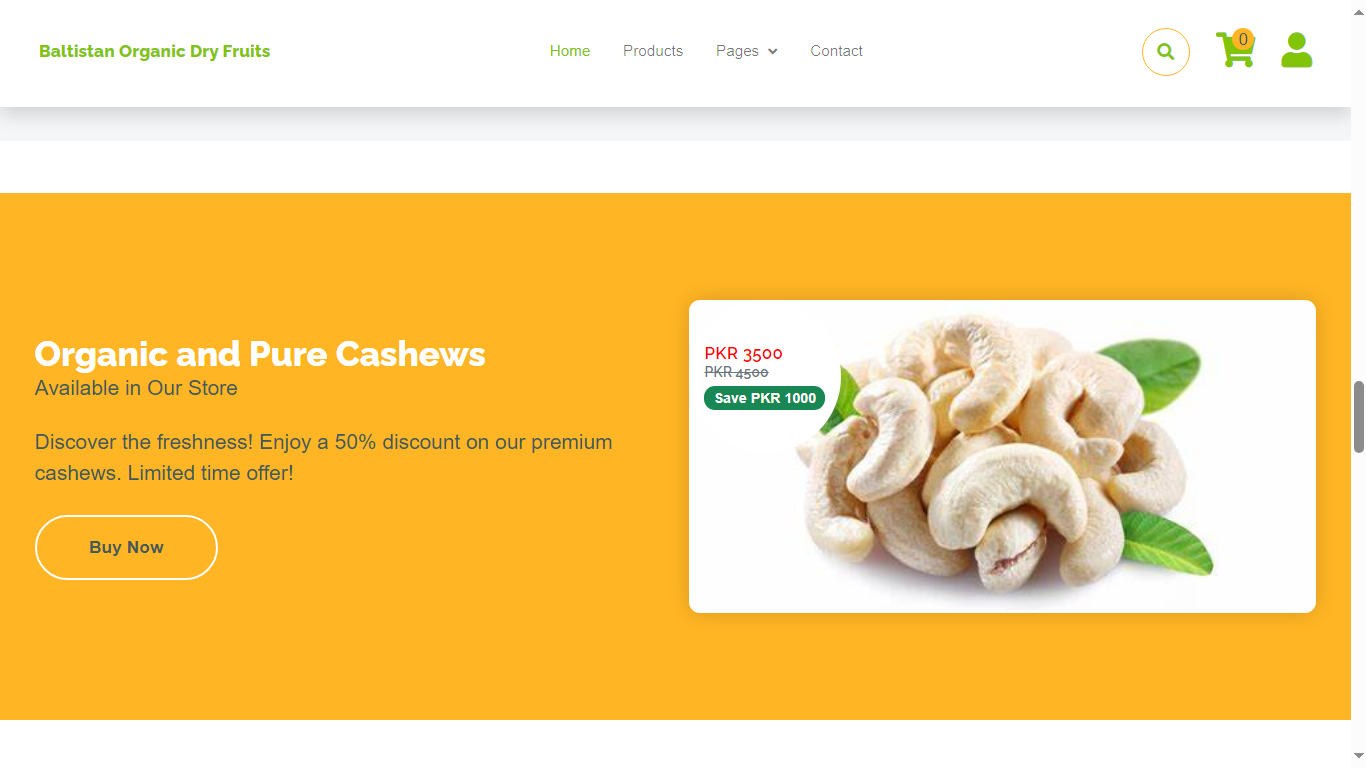 Baltistan Organic Dry Fruits
Home Products Pages Contact
0
Organic and Pure Cashews
Available in Our Store
Discover the freshness! Enjoy a 50% discount on our premium
cashews. Limited time offer!
Buy Now
PKR 3500
PKR 4500
Save PKR 1000